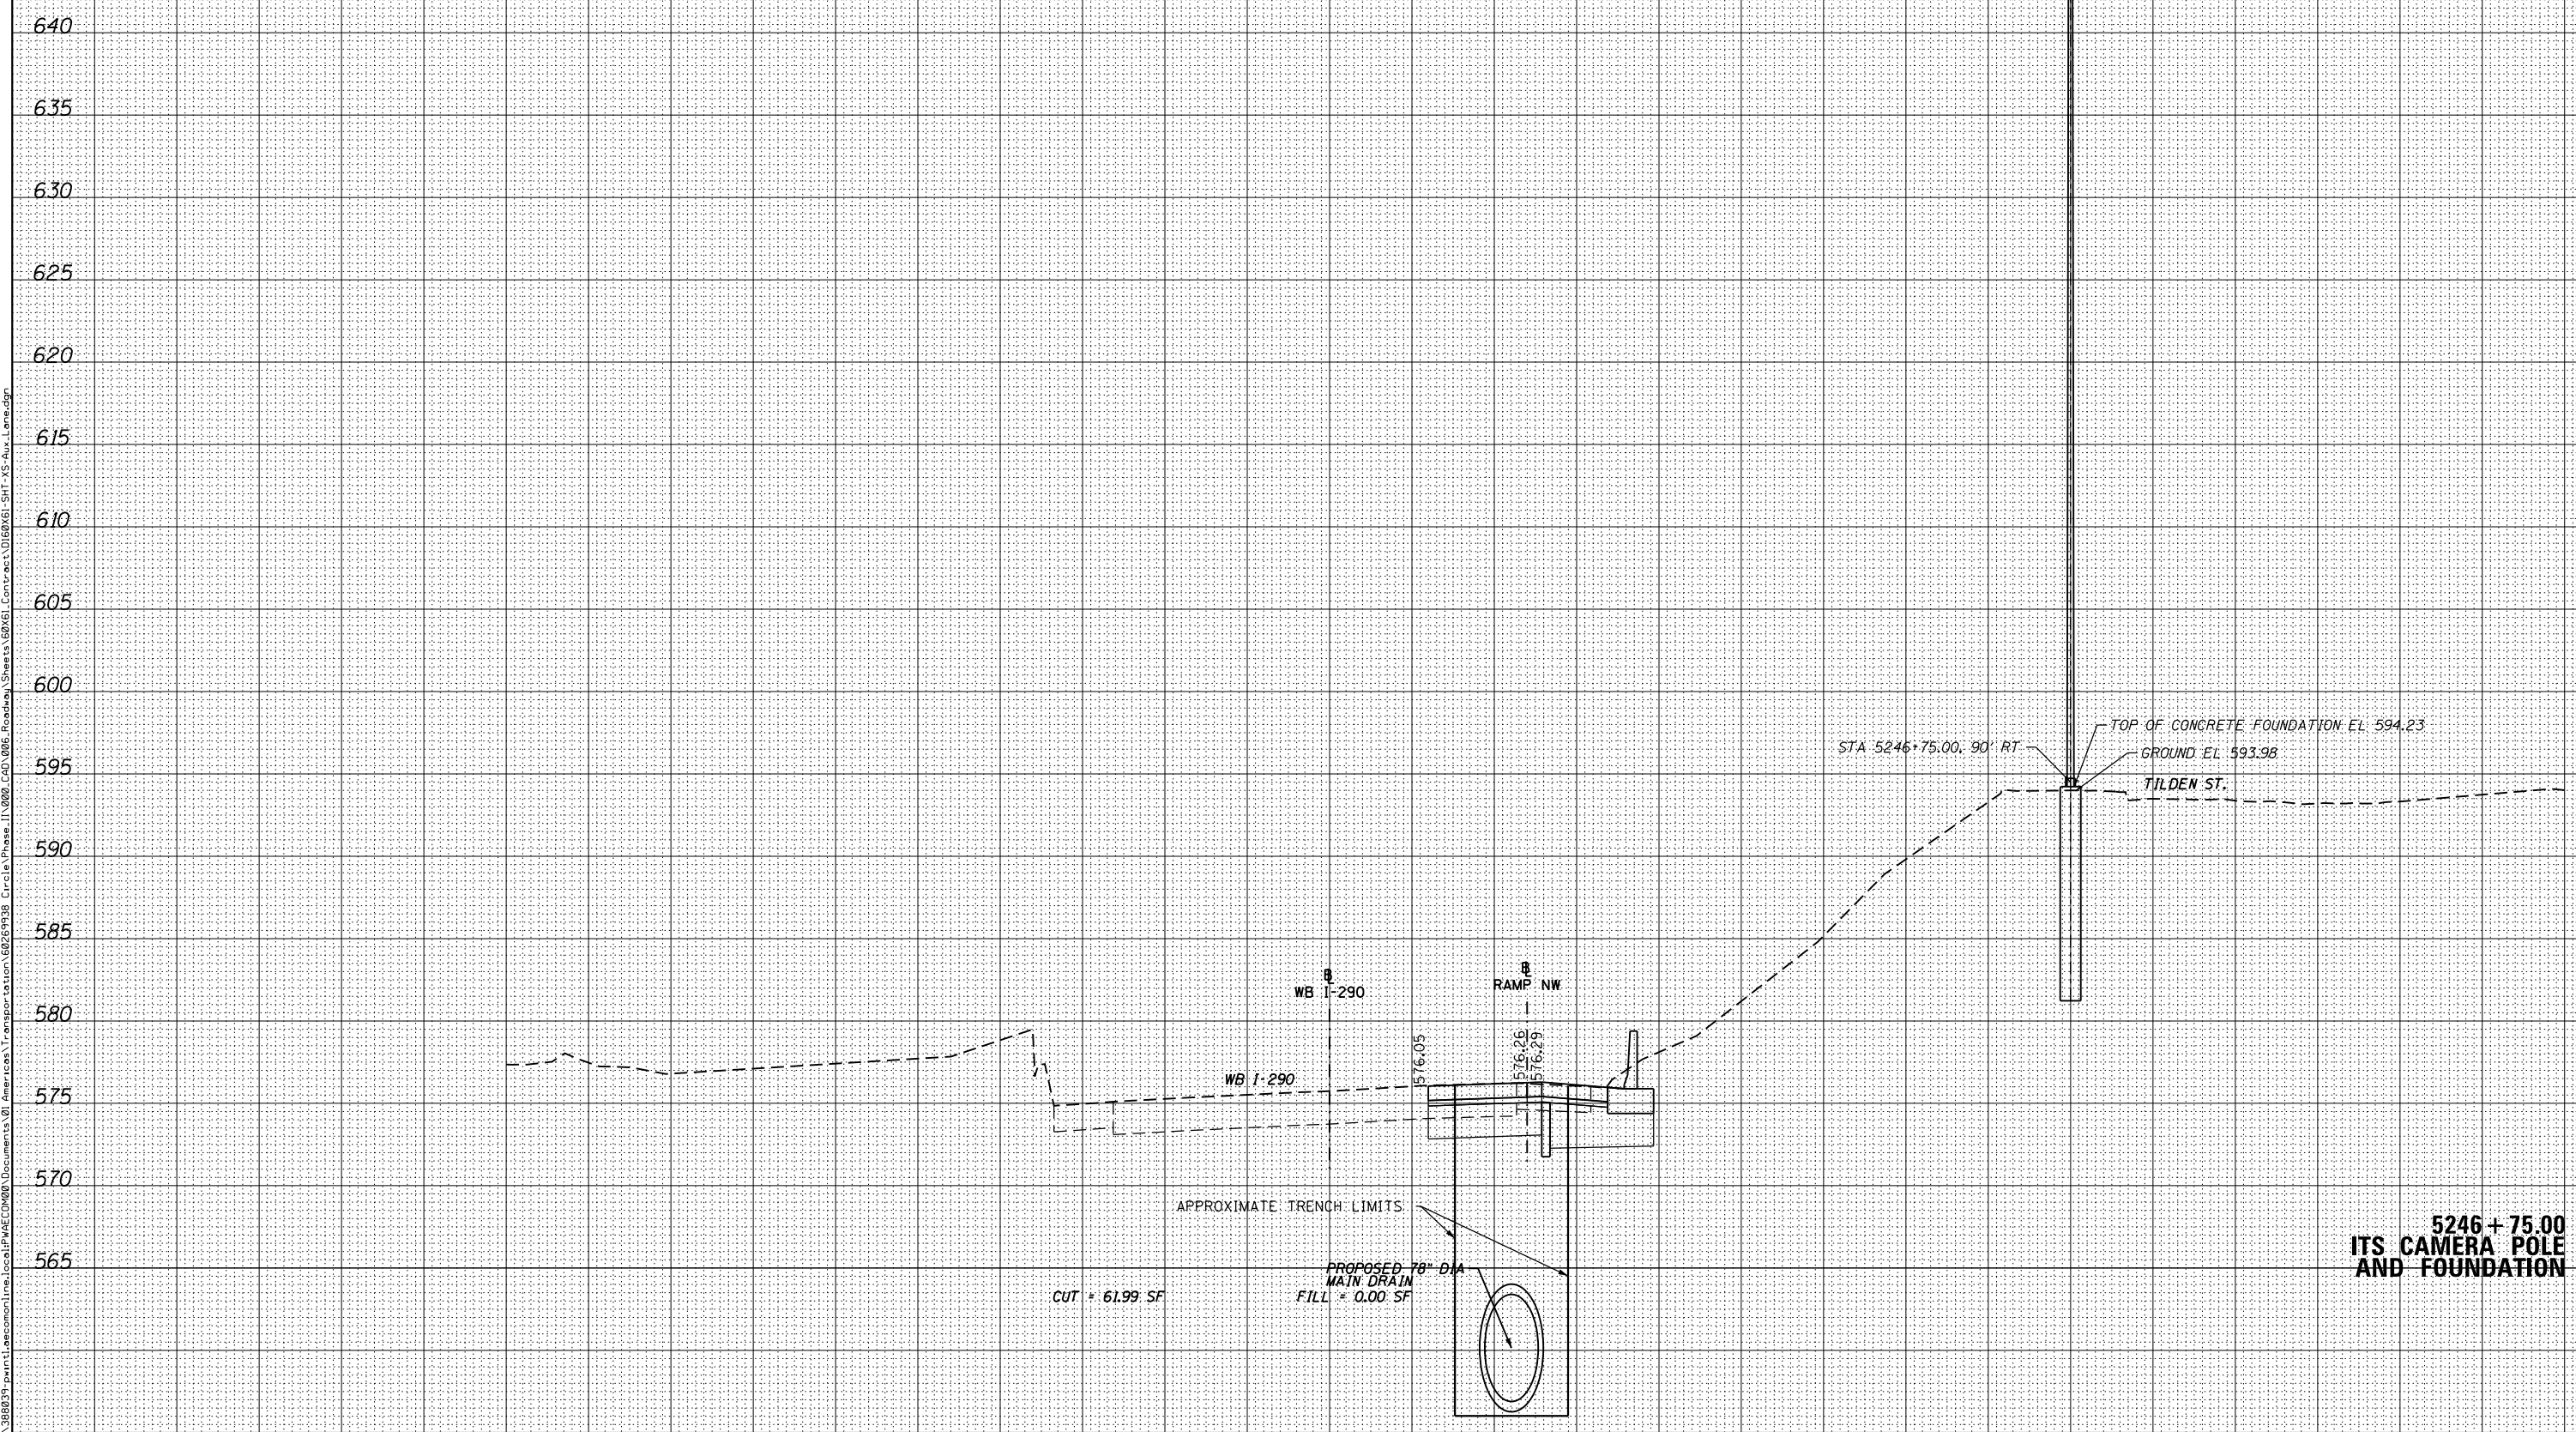 640
635
630
625
620
615
610
605
600
595
590
585
580
575
570
565
TOP OF CONCRETE FOUNDATION EL 594.23
STA 5246+75.00, 90' RT
GROUND EL 593.98
TILDEN ST.
WB I-290
RAMP NW
576.05
576.26
576.29
WB I-290
APPROXIMATE TRENCH LIMITS
PROPOSED 78" DIA
MAIN DRAIN
CUT = 61.99 SF
FILL = 0.00 SF
5246+75.00
ITS CAMERA POLE
AND FOUNDATION